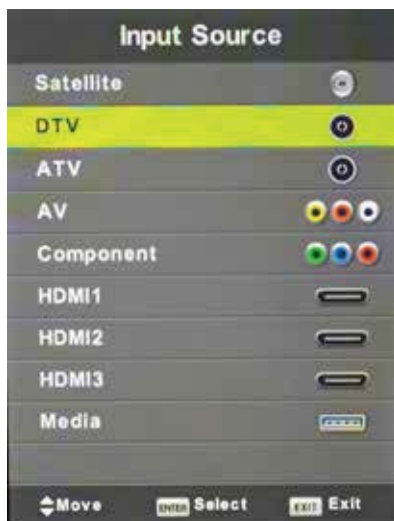 Input Source
Satellite
DTV
ATV
AV
Component
HDMI1
HDMI2
HDMI3
Media
Move ENTER Select EXIT Exit